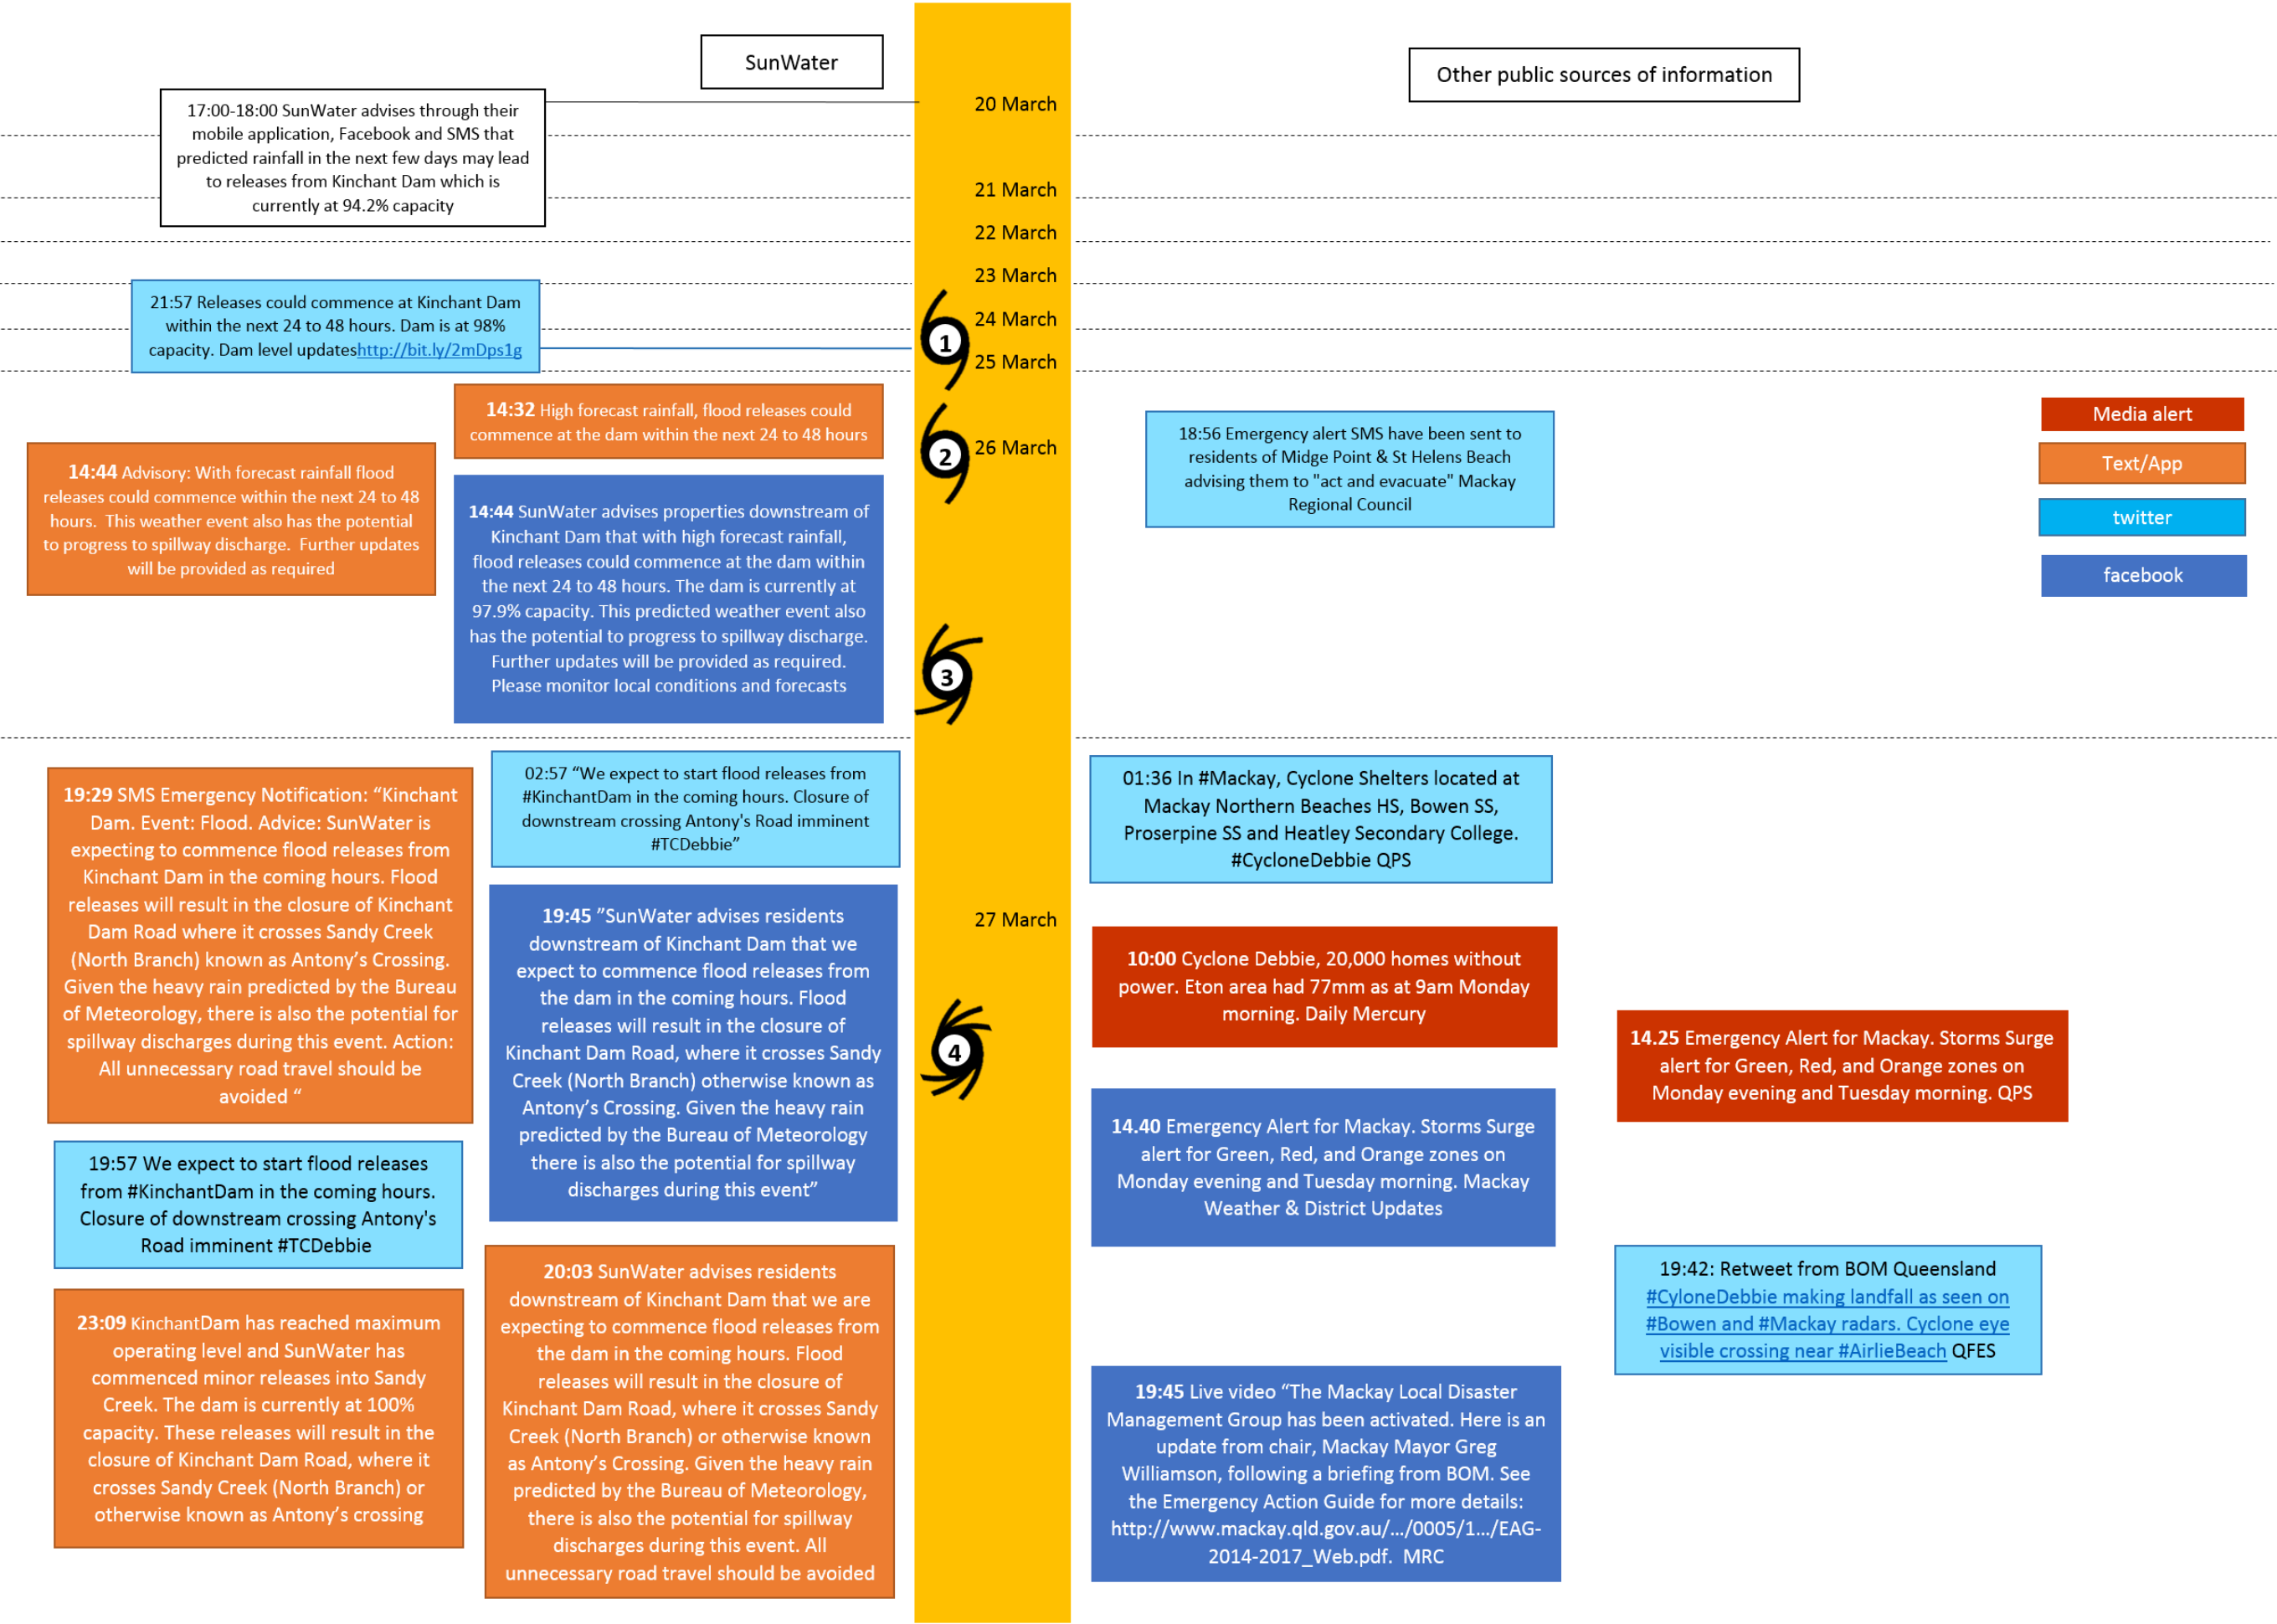 SunWater
Other public sources of information
17:00-18:00 SunWater advises through their
mobile application, Facebook and SMS that
predicted rainfall in the next few days may lead
to releases from Kinchant Dam which is
currently at 94.2% capacity
20 March
21 March
22 March
23 March
24 March
25 March
21:57 Releases could commence at Kinchant Dam
within the next 24 to 48 hours. Dam is at 98%
capacity. Dam level updateshttp://bit.ly/2mDps1g
1
14:32 High forecast rainfall, flood releases could
commence at the dam within the next 24 to 48 hours
14:44 Advisory: With forecast rainfall flood
releases could commence within the next 24 to 48
hours.  This weather event also has the potential
to progress to spillway discharge.  Further updates
will be provided as required
14:44 SunWater advises properties downstream of
Kinchant Dam that with high forecast rainfall,
flood releases could commence at the dam within
the next 24 to 48 hours. The dam is currently at
97.9% capacity. This predicted weather event also
has the potential to progress to spillway discharge.
Further updates will be provided as required.
Please monitor local conditions and forecasts
2
26 March
3
18:56 Emergency alert SMS have been sent to
residents of Midge Point & St Helens Beach
advising them to "act and evacuate" Mackay
Regional Council
Media alert
Text/App
twitter
facebook
19:29 SMS Emergency Notification: “Kinchant
Dam. Event: Flood. Advice: SunWater is
expecting to commence flood releases from
Kinchant Dam in the coming hours. Flood
releases will result in the closure of Kinchant
Dam Road where it crosses Sandy Creek
(North Branch) known as Antony’s Crossing.
Given the heavy rain predicted by the Bureau
of Meteorology, there is also the potential for
spillway discharges during this event. Action:
All unnecessary road travel should be
avoided “
02:57 “We expect to start flood releases from
#KinchantDam in the coming hours. Closure of
downstream crossing Antony's Road imminent
#TCDebbie”
19:45 ”SunWater advises residents
downstream of Kinchant Dam that we
expect to commence flood releases from
the dam in the coming hours. Flood
releases will result in the closure of
Kinchant Dam Road, where it crosses Sandy
Creek (North Branch) otherwise known as
Antony’s Crossing. Given the heavy rain
predicted by the Bureau of Meteorology
there is also the potential for spillway
discharges during this event”
19:57 We expect to start flood releases
from #KinchantDam in the coming hours.
Closure of downstream crossing Antony's
Road imminent #TCDebbie
23:09 KinchantDam has reached maximum
operating level and SunWater has
commenced minor releases into Sandy
Creek. The dam is currently at 100%
capacity. These releases will result in the
closure of Kinchant Dam Road, where it
crosses Sandy Creek (North Branch) or
otherwise known as Antony’s crossing
20:03 SunWater advises residents
downstream of Kinchant Dam that we are
expecting to commence flood releases from
the dam in the coming hours. Flood
releases will result in the closure of
Kinchant Dam Road, where it crosses Sandy
Creek (North Branch) or otherwise known
as Antony’s Crossing. Given the heavy rain
predicted by the Bureau of Meteorology,
there is also the potential for spillway
discharges during this event. All
unnecessary road travel should be avoided
27 March
4
01:36 In #Mackay, Cyclone Shelters located at
Mackay Northern Beaches HS, Bowen SS,
Proserpine SS and Heatley Secondary College.
#CycloneDebbie QPS
10:00 Cyclone Debbie, 20,000 homes without
power. Eton area had 77mm as at 9am Monday
morning. Daily Mercury
14.25 Emergency Alert for Mackay. Storms Surge
alert for Green, Red, and Orange zones on
Monday evening and Tuesday morning. QPS
14.40 Emergency Alert for Mackay. Storms Surge
alert for Green, Red, and Orange zones on
Monday evening and Tuesday morning. Mackay
Weather & District Updates
19:42: Retweet from BOM Queensland
#CyloneDebbie making landfall as seen on
#Bowen and #Mackay radars. Cyclone eye
visible crossing near #AirlieBeach QFES
19:45 Live video “The Mackay Local Disaster
Management Group has been activated. Here is an
update from chair, Mackay Mayor Greg
Williamson, following a briefing from BOM. See
the Emergency Action Guide for more details:
http://www.mackay.qld.gov.au/.../0005/1.../EAG-
2014-2017_Web.pdf.  MRC